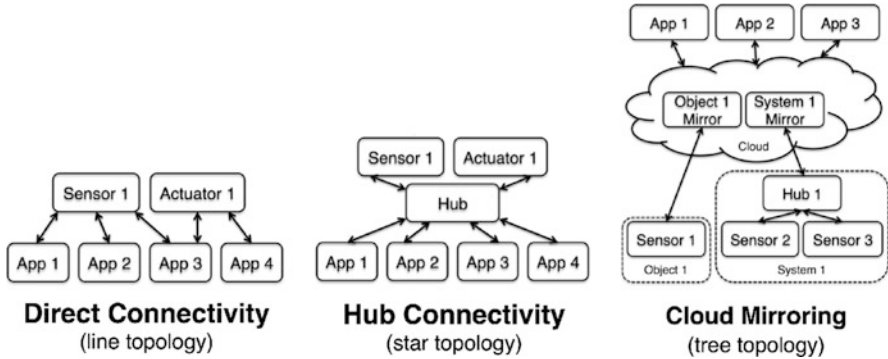 Sensor 1
Actuator 1
App 1
App 2
App 3
App 4
Direct Connectivity
(line topology)
Sensor 1
Actuator 1
Hub
App 1
App 2
App 3
App 4
Hub Connectivity
(star topology)
App 1
App 2
App 3
Object 1
Mirror
System 1
Mirror
Cloud
Hub 1
Sensor 1
Sensor 2
Sensor 3
Object 1
System 1
Cloud Mirroring
(tree topology)